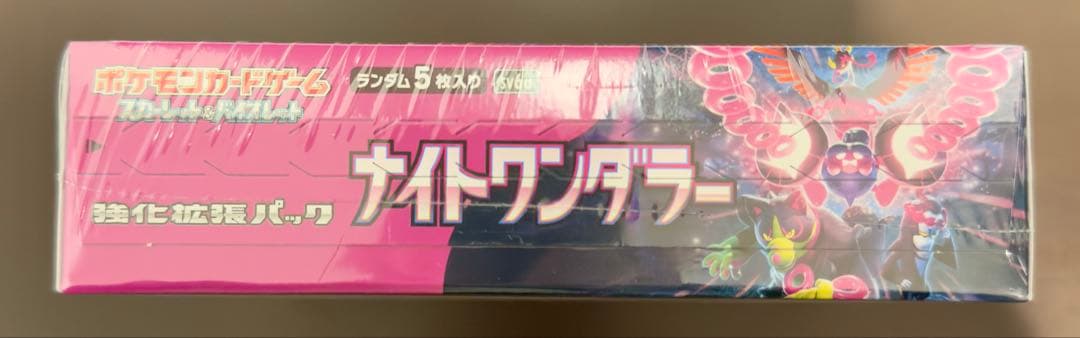 ポケモンカードゲーム
スカーレット&バイオレット
ランダム5枚入り
強化拡張パック
ナイトワンダラー